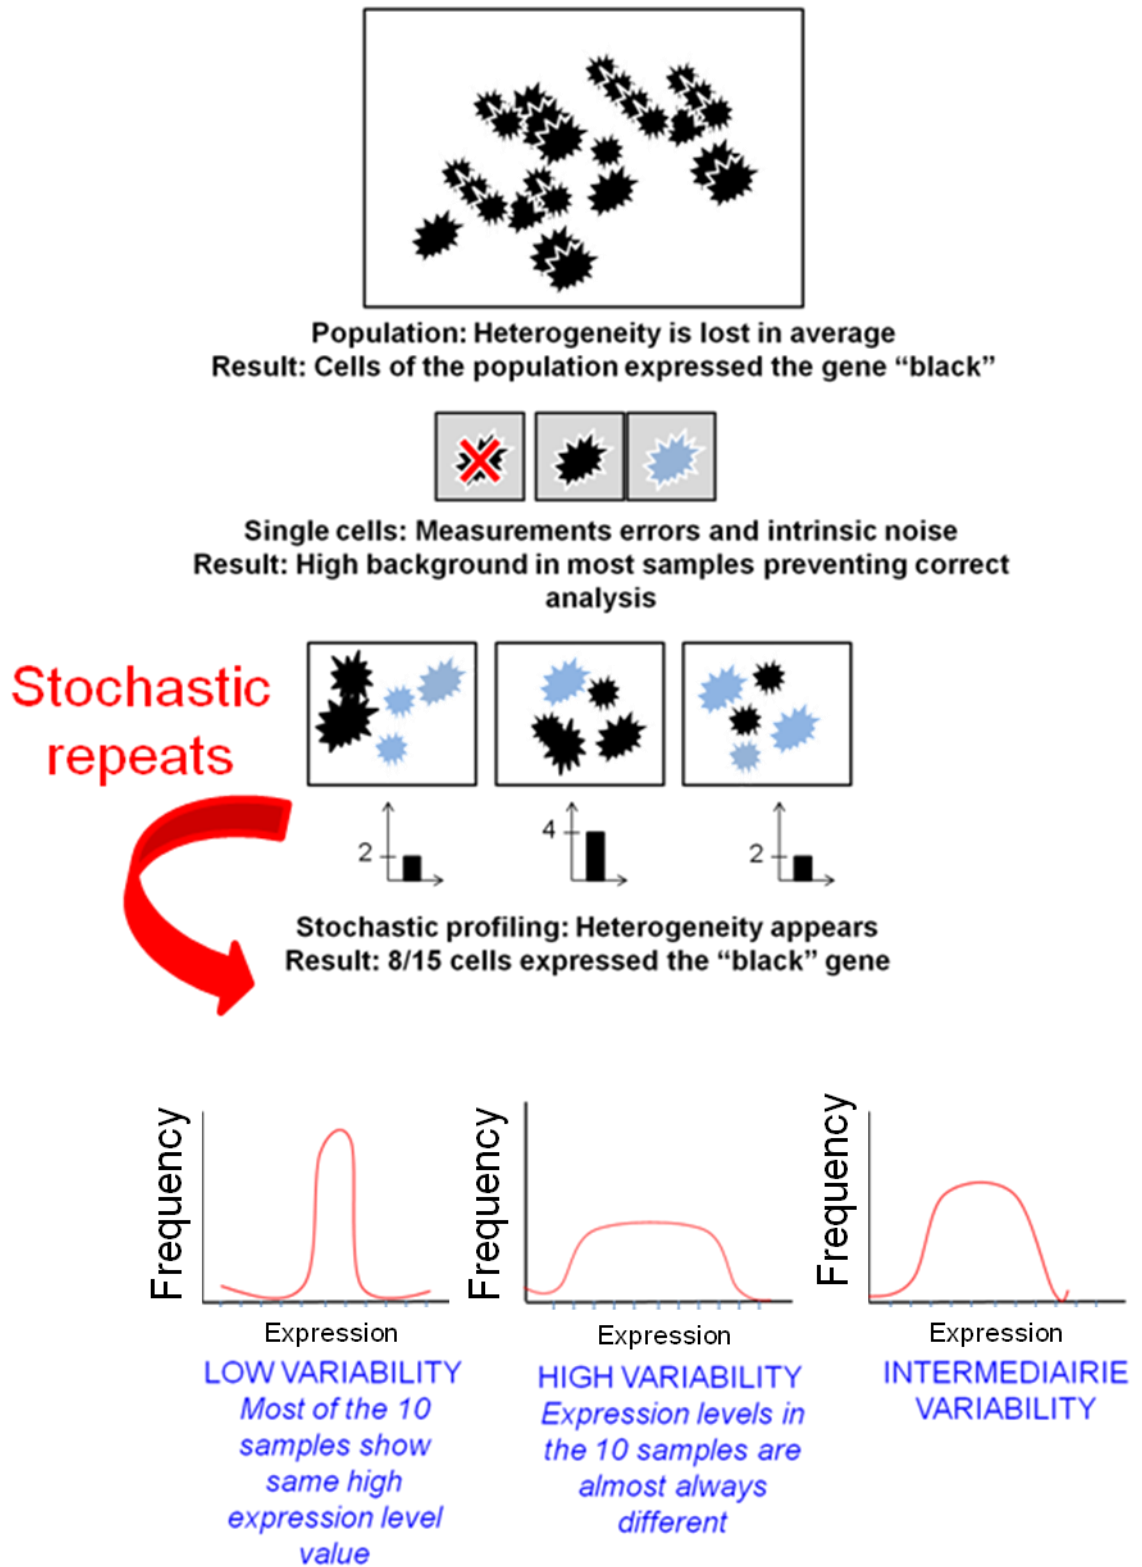 Population: Heterogeneity is lost in average
Result: Cells of the population expressed the gene “black”
Single cells: Measurements errors and intrinsic noise
Result: High background in most samples preventing correct
analysis
Stochastic
repeats
2
4
2
Stochastic profiling: Heterogeneity appears
Result: 8/15 cells expressed the “black” gene
Frequency
Expression
LOW VARIABILITY
Most of the 10
samples show
same high
expression level
value
Frequency
Expression
HIGH VARIABILITY
Expression levels in
the 10 samples are
almost always
different
Frequency
Expression
INTERMEDIAIRIE
VARIABILITY